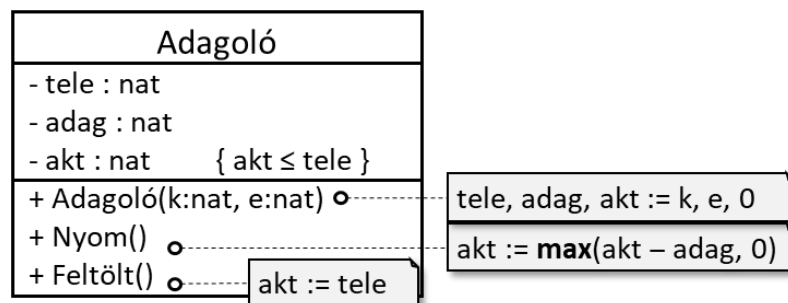 Adagoló
- tele : nat
- adag : nat
- akt : nat { akt ≤ tele }
+ Adagoló(k:nat, e:nat)
tele, adag, akt := k, e, 0
+ Nyom()
akt := max(akt – adag, 0)
+ Feltölt()
akt := tele